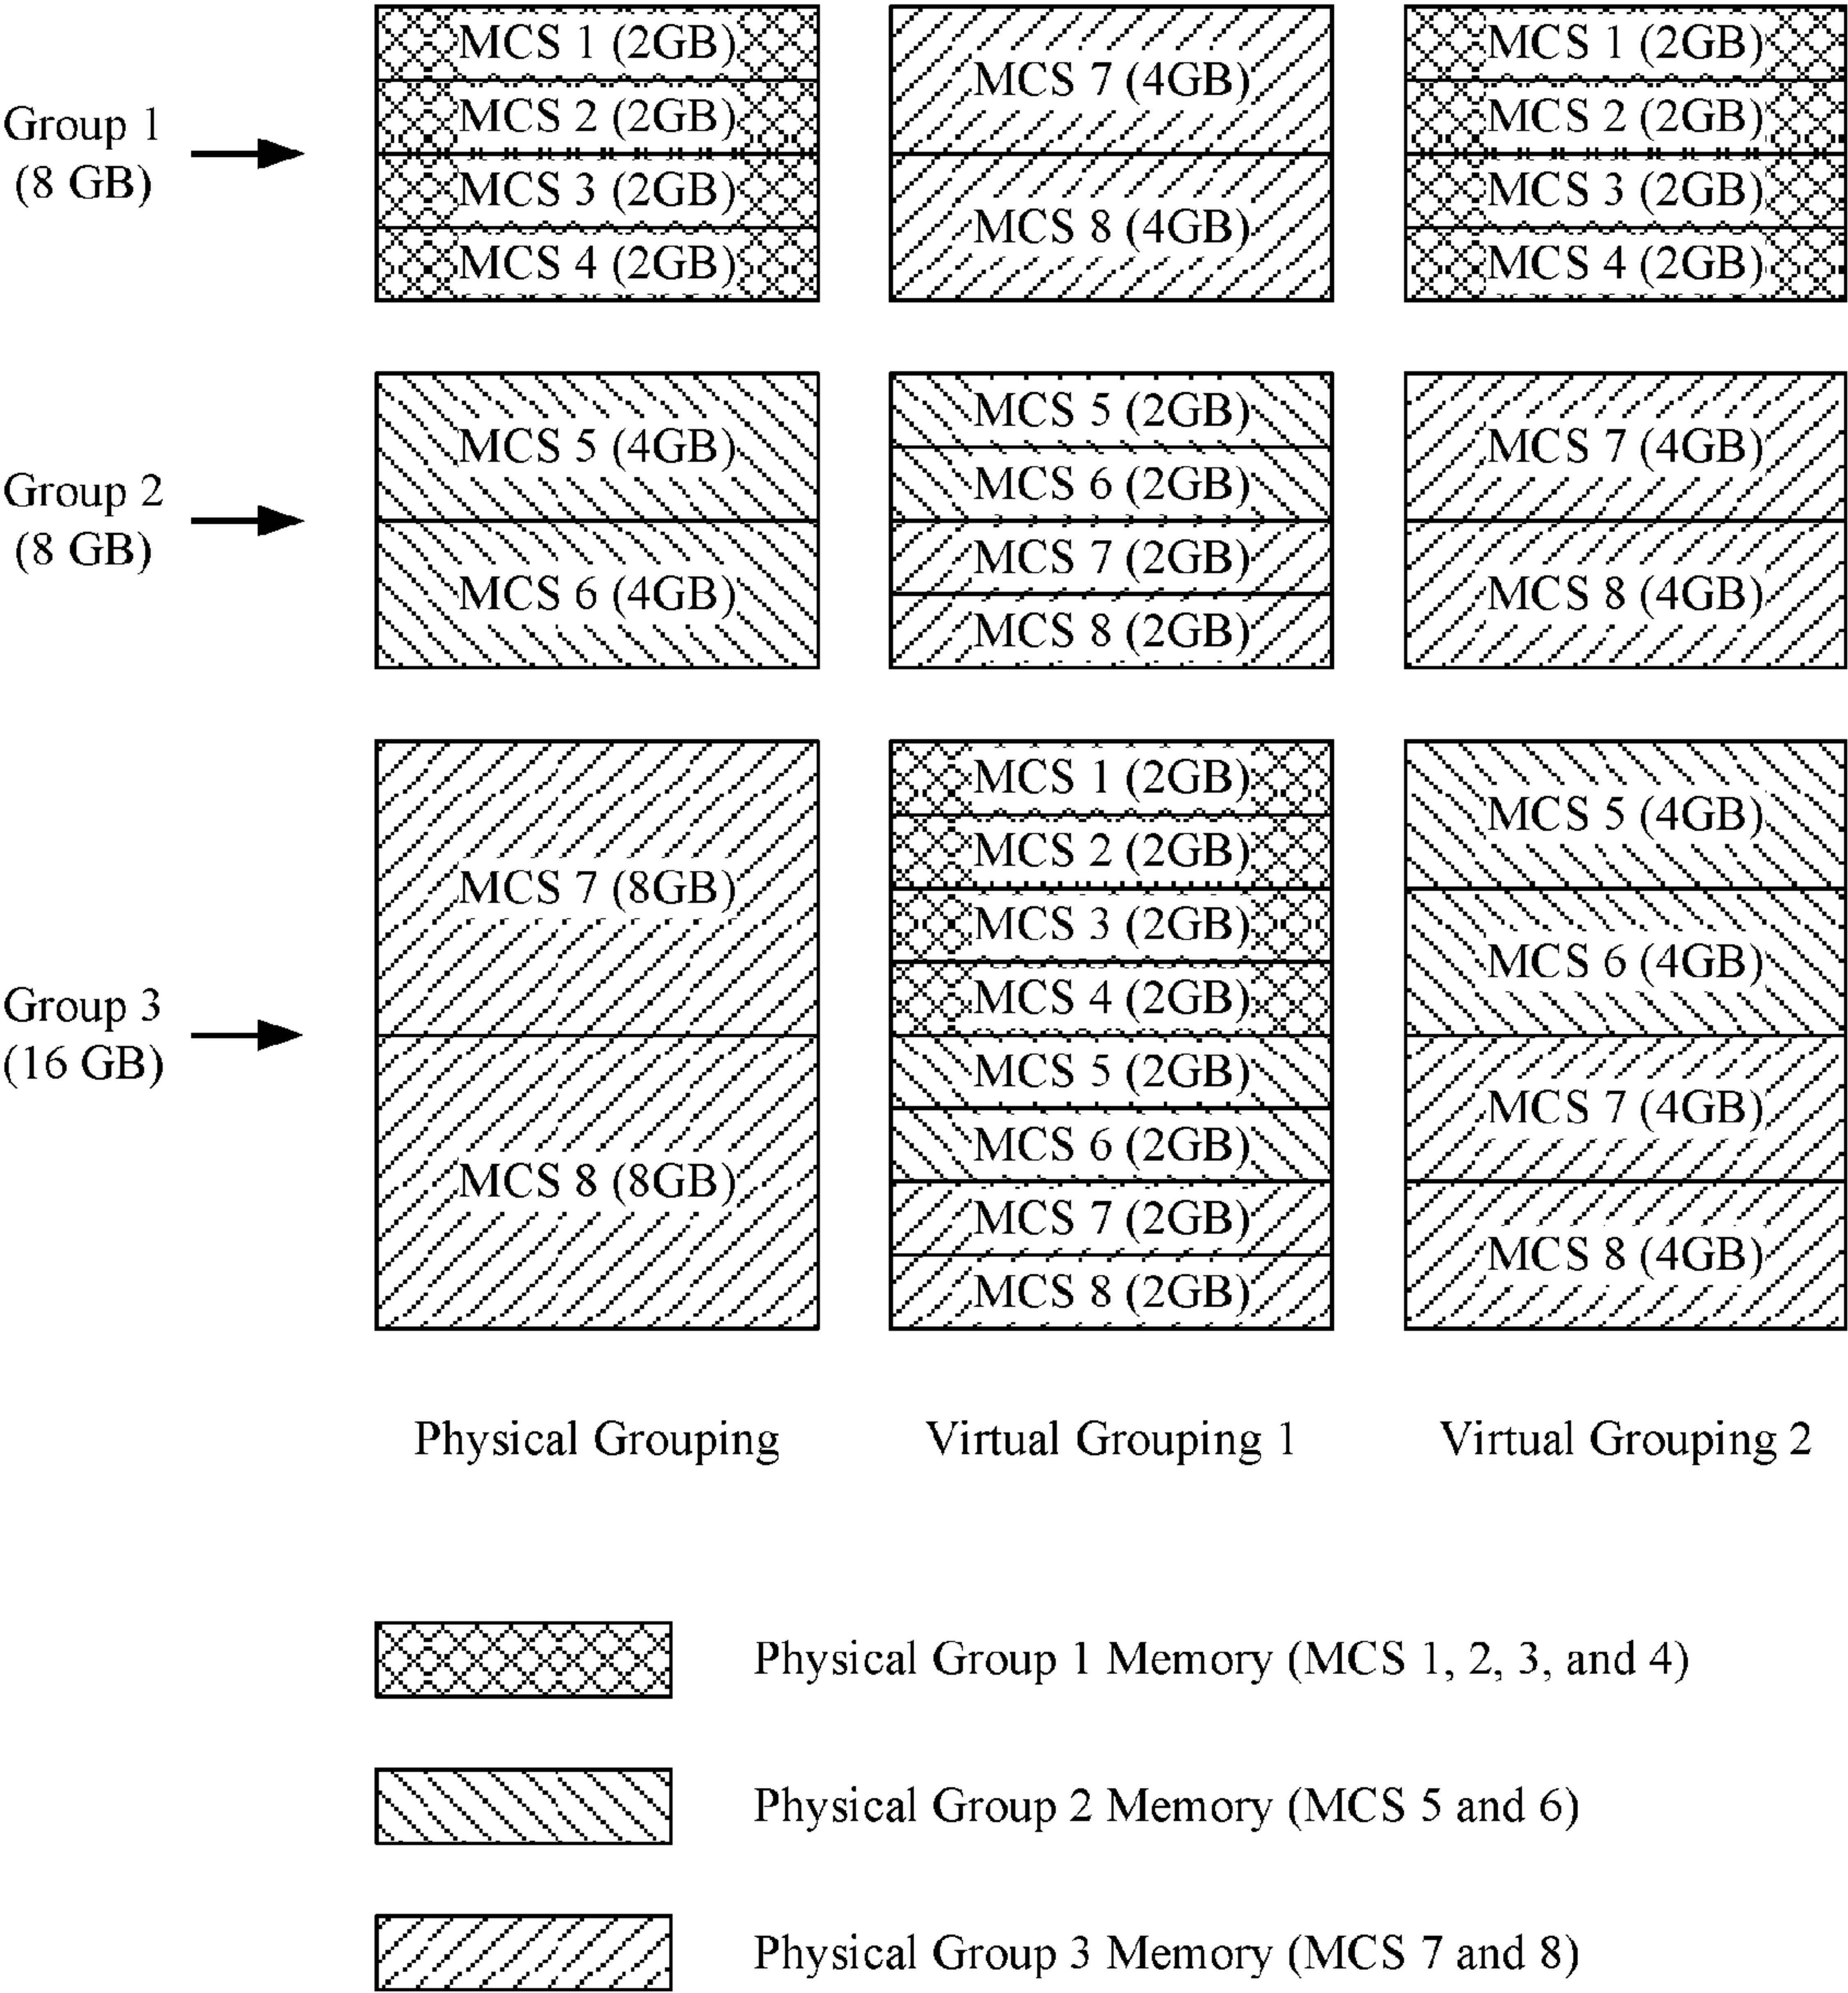 Group 1
(8 GB)
MCS 1 (2GB)
MCS 2 (2GB)
MCS 3 (2GB)
MCS 4 (2GB)
MCS 7 (4GB)
MCS 8 (4GB)
MCS 1 (2GB)
MCS 2 (2GB)
MCS 3 (2GB)
MCS 4 (2GB)
Group 2
(8 GB)
MCS 5 (4GB)
MCS 6 (4GB)
MCS 5 (2GB)
MCS 6 (2GB)
MCS 7 (2GB)
MCS 8 (2GB)
MCS 7 (4GB)
MCS 8 (4GB)
Group 3
(16 GB)
MCS 7 (8GB)
MCS 8 (8GB)
MCS 1 (2GB)
MCS 2 (2GB)
MCS 3 (2GB)
MCS 4 (2GB)
MCS 5 (2GB)
MCS 6 (2GB)
MCS 7 (2GB)
MCS 8 (2GB)
MCS 5 (4GB)
MCS 6 (4GB)
MCS 7 (4GB)
MCS 8 (4GB)
Physical Grouping
Virtual Grouping 1
Virtual Grouping 2
Physical Group 1 Memory (MCS 1, 2, 3, and 4)
Physical Group 2 Memory (MCS 5 and 6)
Physical Group 3 Memory (MCS 7 and 8)